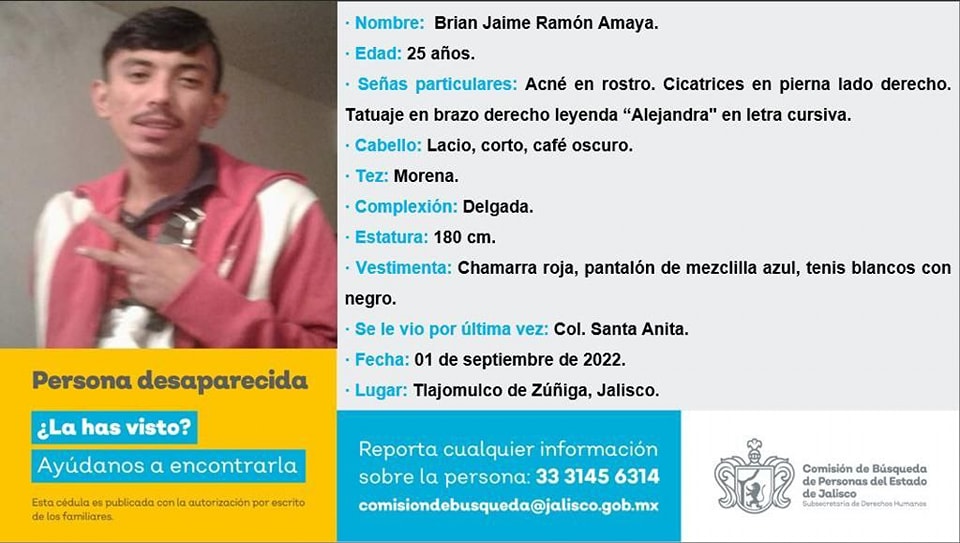 · Nombre: Brian Jaime Ramón Amaya.
· Edad: 25 años.
· Señas particulares: Acné en rostro. Cicatrices en pierna lado derecho.
Tatuaje en brazo derecho leyenda “Alejandra" en letra cursiva.
· Cabello: Lacio, corto, café oscuro.
· Tez: Morena.
· Complexión: Delgada.
· Estatura: 180 cm.
· Vestimenta: Chamarra roja, pantalón de mezclilla azul, tenis blancos con
negro.
· Se le vio por última vez: Col. Santa Anita.
· Fecha: 01 de septiembre de 2022.
· Lugar: Tlajomulco de Zúñiga, Jalisco.
Persona desaparecida
¿La has visto?
Ayúdanos a encontrarla
Esta cédula es publicada con la autorización por escrito
de los familiares.
Reporta cualquier información
sobre la persona: 33 3145 6314
comisiondebusqueda@jalisco.gob.mx
Comisión de Búsqueda
de Personas del Estado
de Jalisco
Subsecretaría de Derechos Humanos